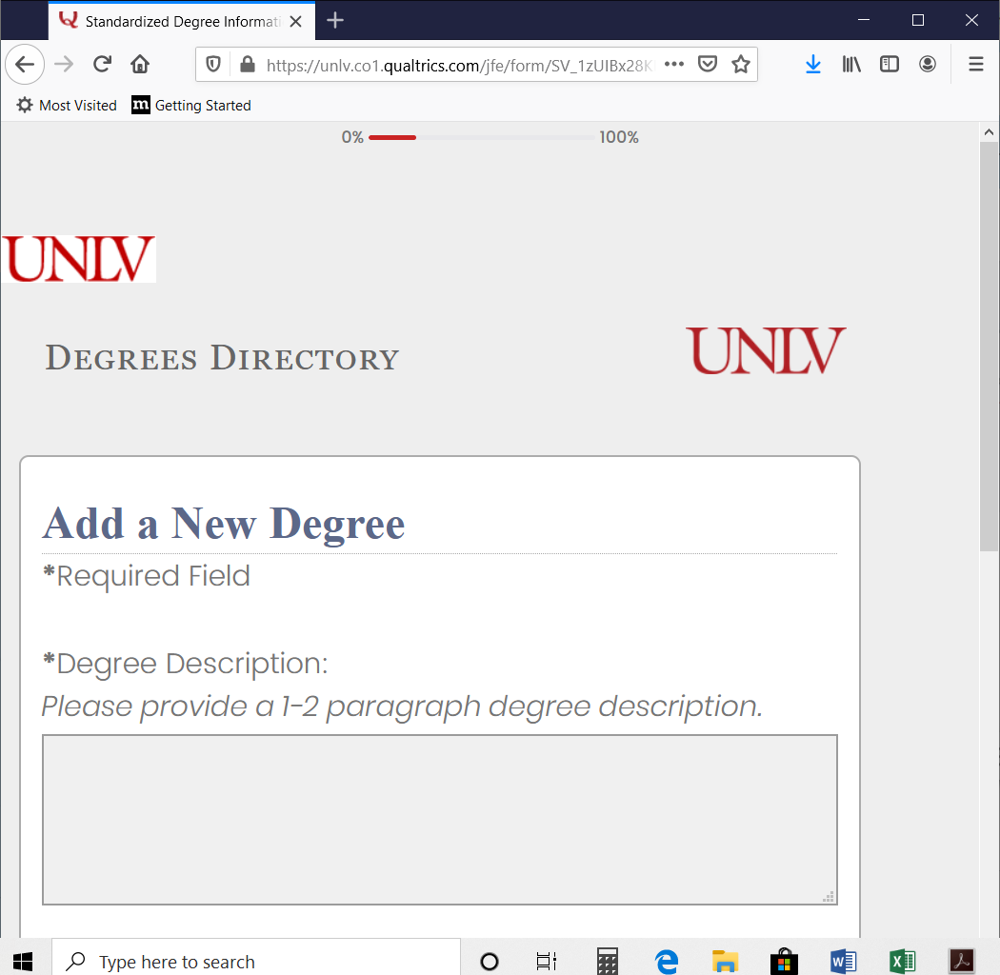 Standardized Degree Informati
https://unlv.co1.qualtrics.com/jfe/form/SV_1zUIBx28K
Most Visited
m Getting Started
0% 100%
UNLV
Degrees Directory
UNLV
Add a New Degree
*Required Field
*Degree Description:
Please provide a 1-2 paragraph degree description.
Type here to search